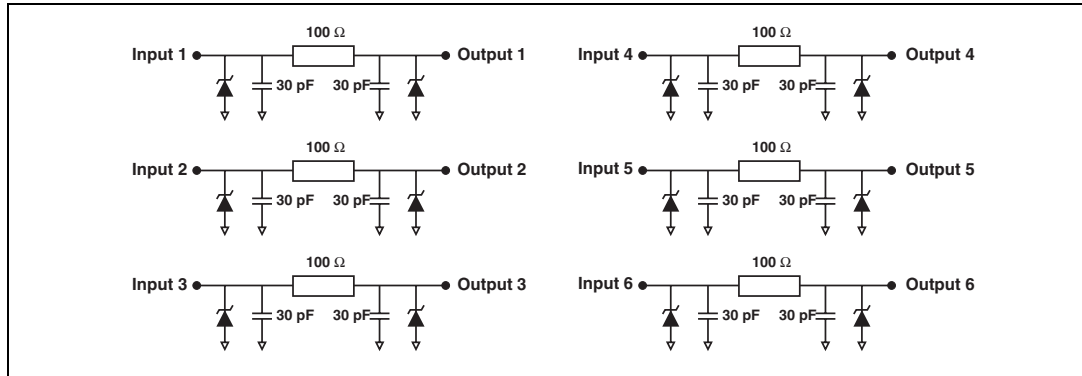 100 Ω
Input 1
Output 1
30 pF
30 pF
100 Ω
Input 4
Output 4
30 pF
30 pF
100 Ω
Input 2
Output 2
30 pF
30 pF
100 Ω
Input 5
Output 5
30 pF
30 pF
100 Ω
Input 3
Output 3
30 pF
30 pF
100 Ω
Input 6
Output 6
30 pF
30 pF